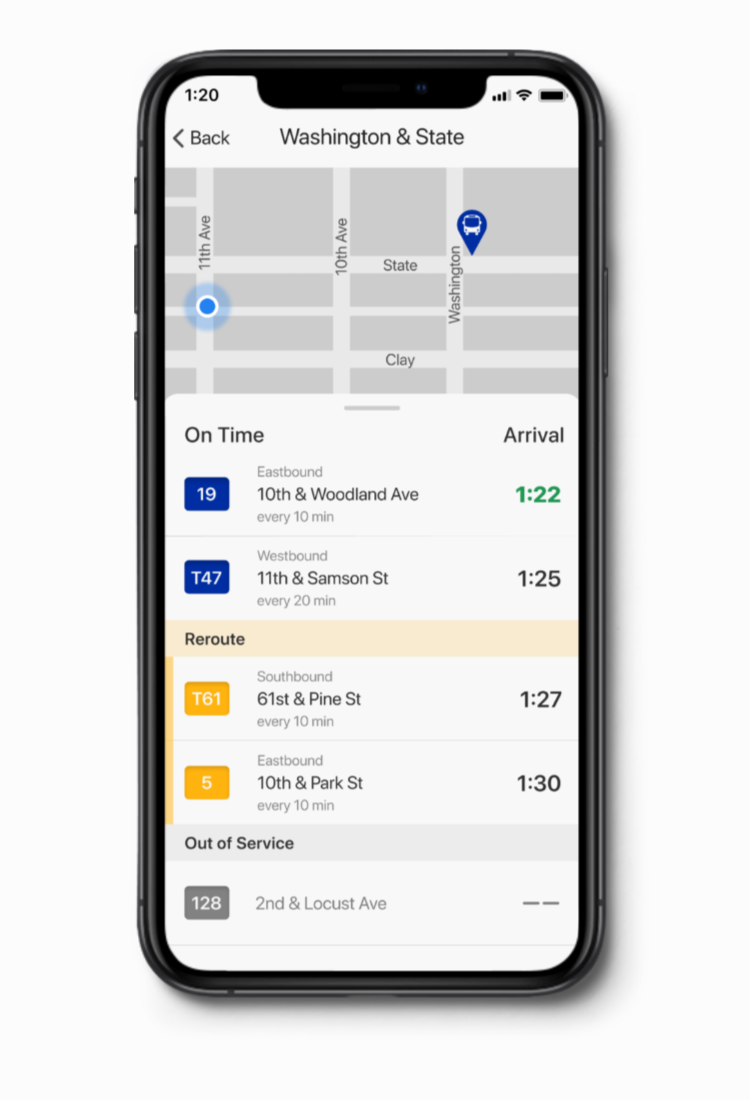 1:20
Back
Washington & State
11th Ave
10th Ave
State
Washington
Clay
On Time
Arrival
19
Eastbound
10th & Woodland Ave
every 10 min
1:22
T47
Westbound
11th & Samson St
every 20 min
1:25
Reroute
T61
Southbound
61st & Pine St
every 10 min
1:27
5
Eastbound
10th & Park St
every 10 min
1:30
Out of Service
128
2nd & Locust Ave
— —